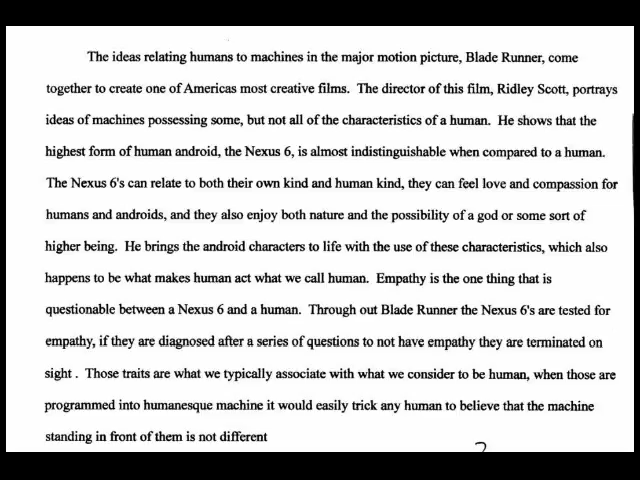 The ideas relating humans to machines in the major motion picture, Blade Runner, come
together to create one of Americas most creative films. The director of this film, Ridley Scott, portrays
ideas of machines possessing some, but not all of the characteristics of a human. He shows that the
highest form of human android, the Nexus 6, is almost indistinguishable when compared to a human.
The Nexus 6's can relate to both their own kind and human kind, they can feel love and compassion for
humans and androids, and they also enjoy both nature and the possibility of a god or some sort of
higher being. He brings the android characters to life with the use of these characteristics, which also
happens to be what makes human act what we call human. Empathy is the one thing that is
questionable between a Nexus 6 and a human. Through out Blade Runner the Nexus 6's are tested for
empathy, if they are diagnosed after a series of questions to not have empathy they are terminated on
sight . Those traits are what we typically associate with what we consider to be human, when those are
programmed into humanesque machine it would easily trick any human to believe that the machine
standing in front of them is not different